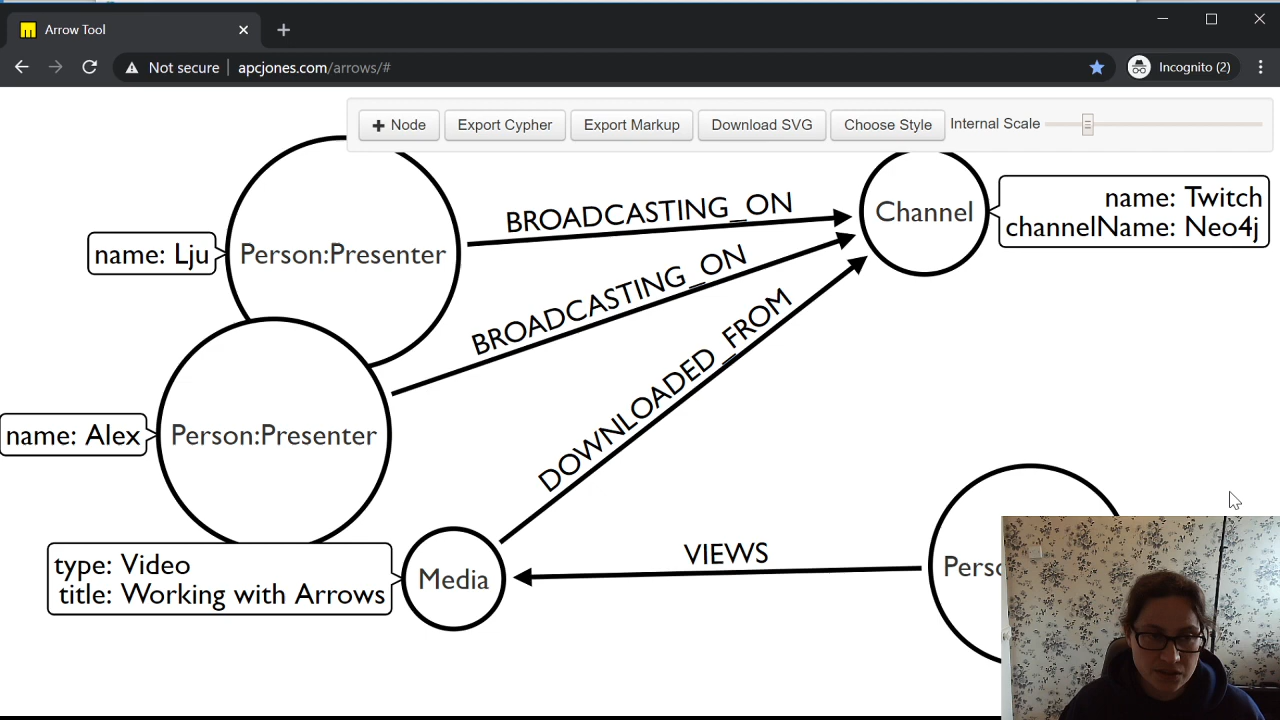 Arrow Tool
Not secure
apcjones.com/arrows/#
Incognito (2)
Node
Export Cypher
Export Markup
Download SVG
Choose Style
Internal Scale
name: Lju
Person:Presenter
BROADCASTING_ON
Channel
name: Twitch
channelName: Neo4j
BROADCASTING_ON
name: Alex
Person:Presenter
DOWNLOADED_FROM
type: Video
title: Working with Arrows
Media
VIEWS